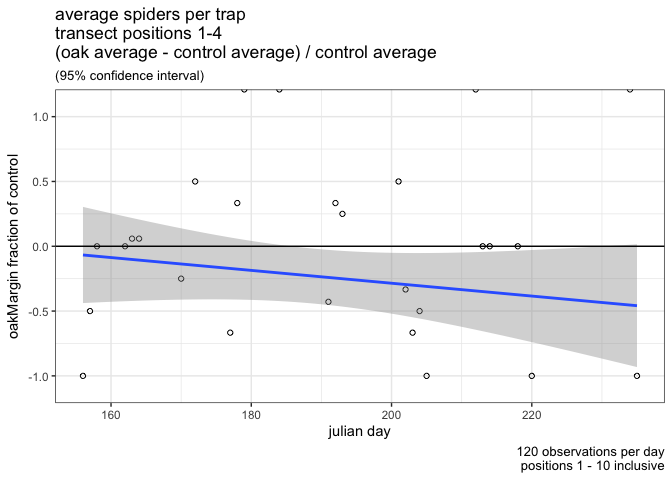 average spiders per trap
transect positions 1-4
(oak average - control average) / control average
(95% confidence interval)
1.0
0.5
0.0
-0.5
-1.0
oakMargin fraction of control
160
180
200
220
julian day
120 observations per day
positions 1 - 10 inclusive